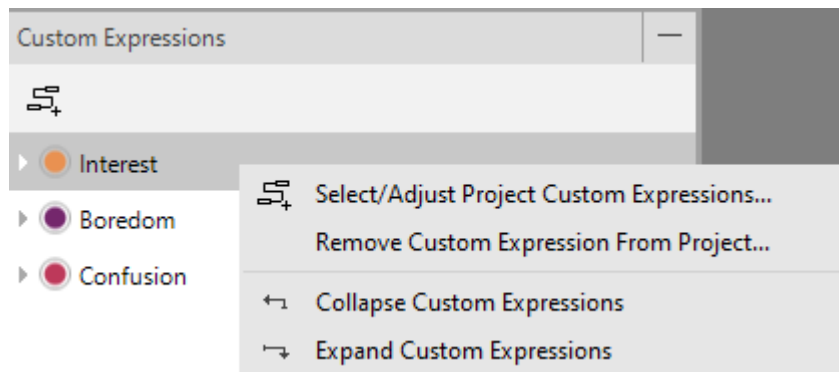 Custom Expressions
Interest
Select/Adjust Project Custom Expressions...
Boredom
Remove Custom Expression From Project...
Confusion
Collapse Custom Expressions
Expand Custom Expressions